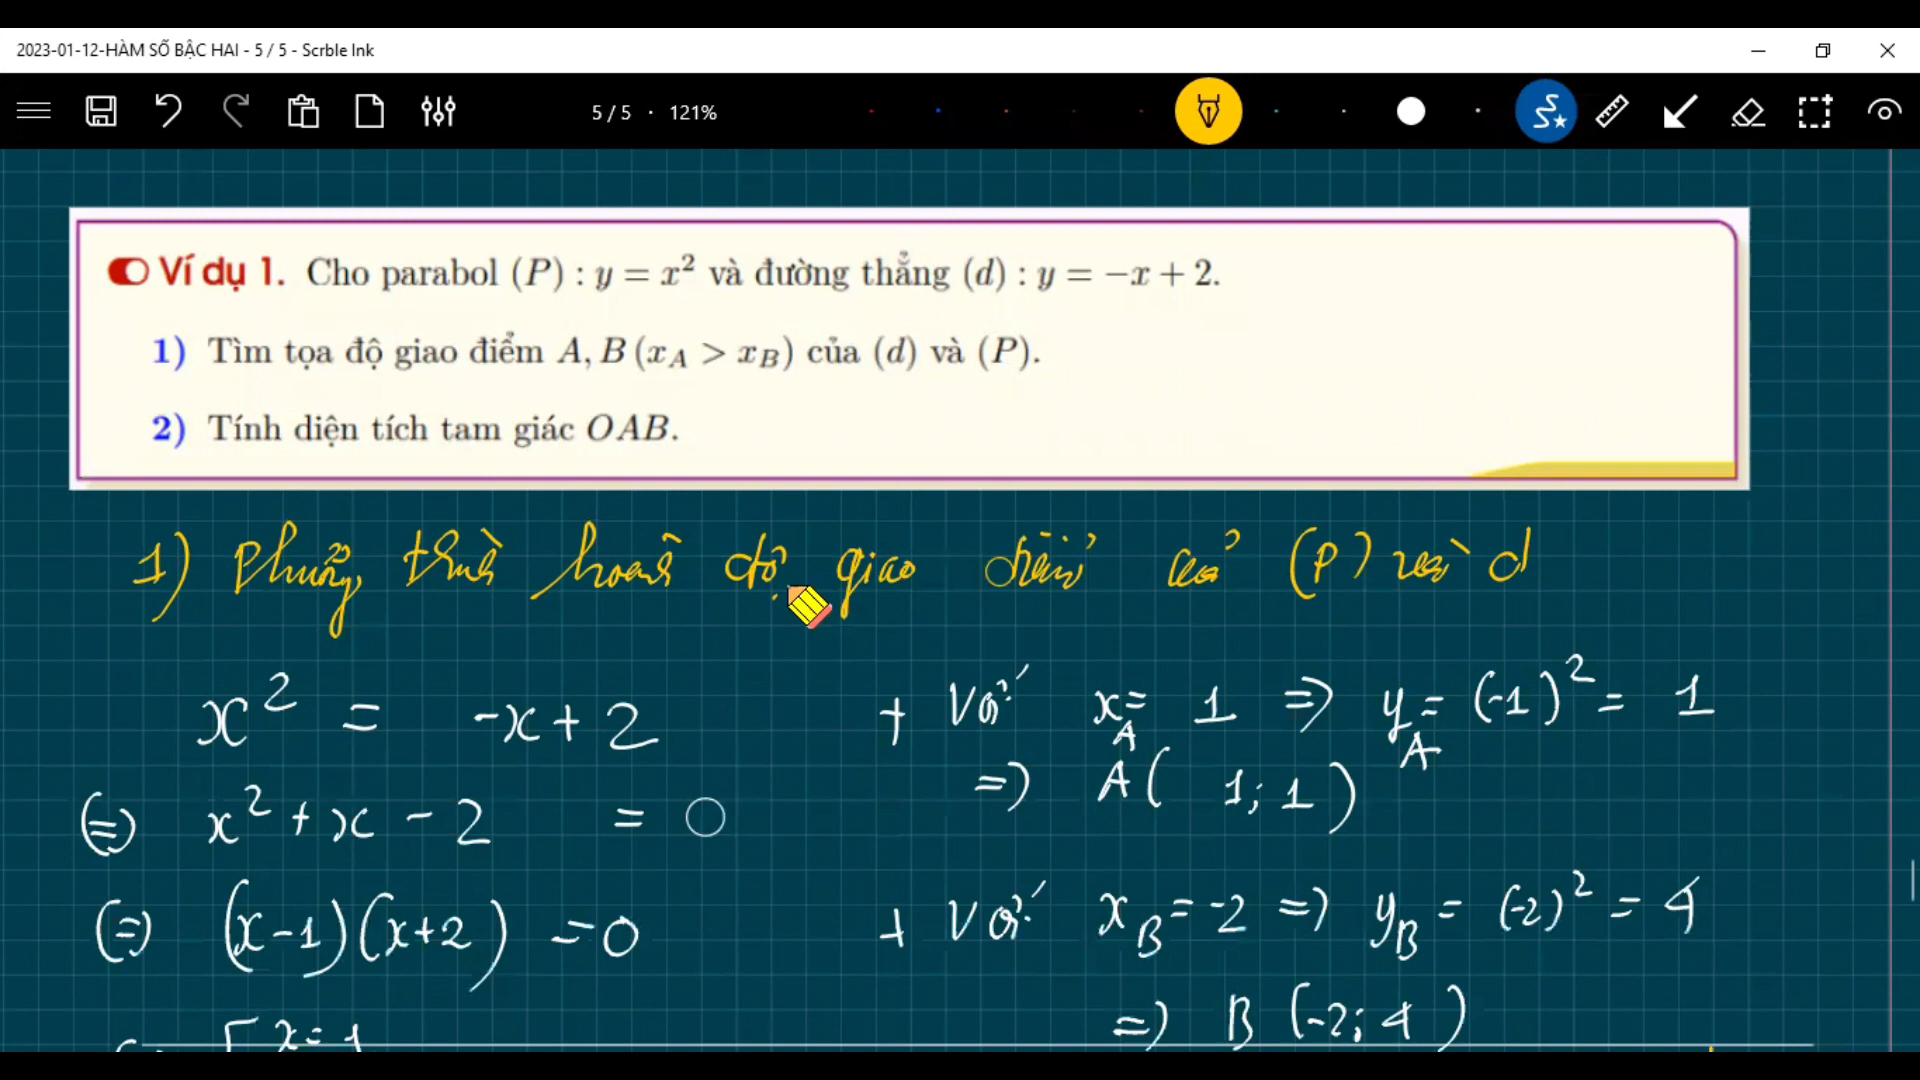 2023-01-12-HÀM SỐ BẬC HAI - 5 / 5 - Scrble Ink
5 / 5 · 121%
Ví dụ 1. Cho parabol (P) : y = x² và đường thẳng (d) : y = −x + 2.
1) Tìm tọa độ giao điểm A, B (x_A > x_B) của (d) và (P).
2) Tính diện tích tam giác OAB.
1) Phương trình hoành độ giao điểm của (P) và d
x² = -x + 2
(=) x² + x - 2 = 0
(=) (x-1)(x+2) = 0
x = 1
+ Với x_A = 1 => y_A = (-1)² = 1
=) A( 1; 1)
+ Với x_B = -2 =) y_B = (-2)² = 4
=) B (-2; 4)